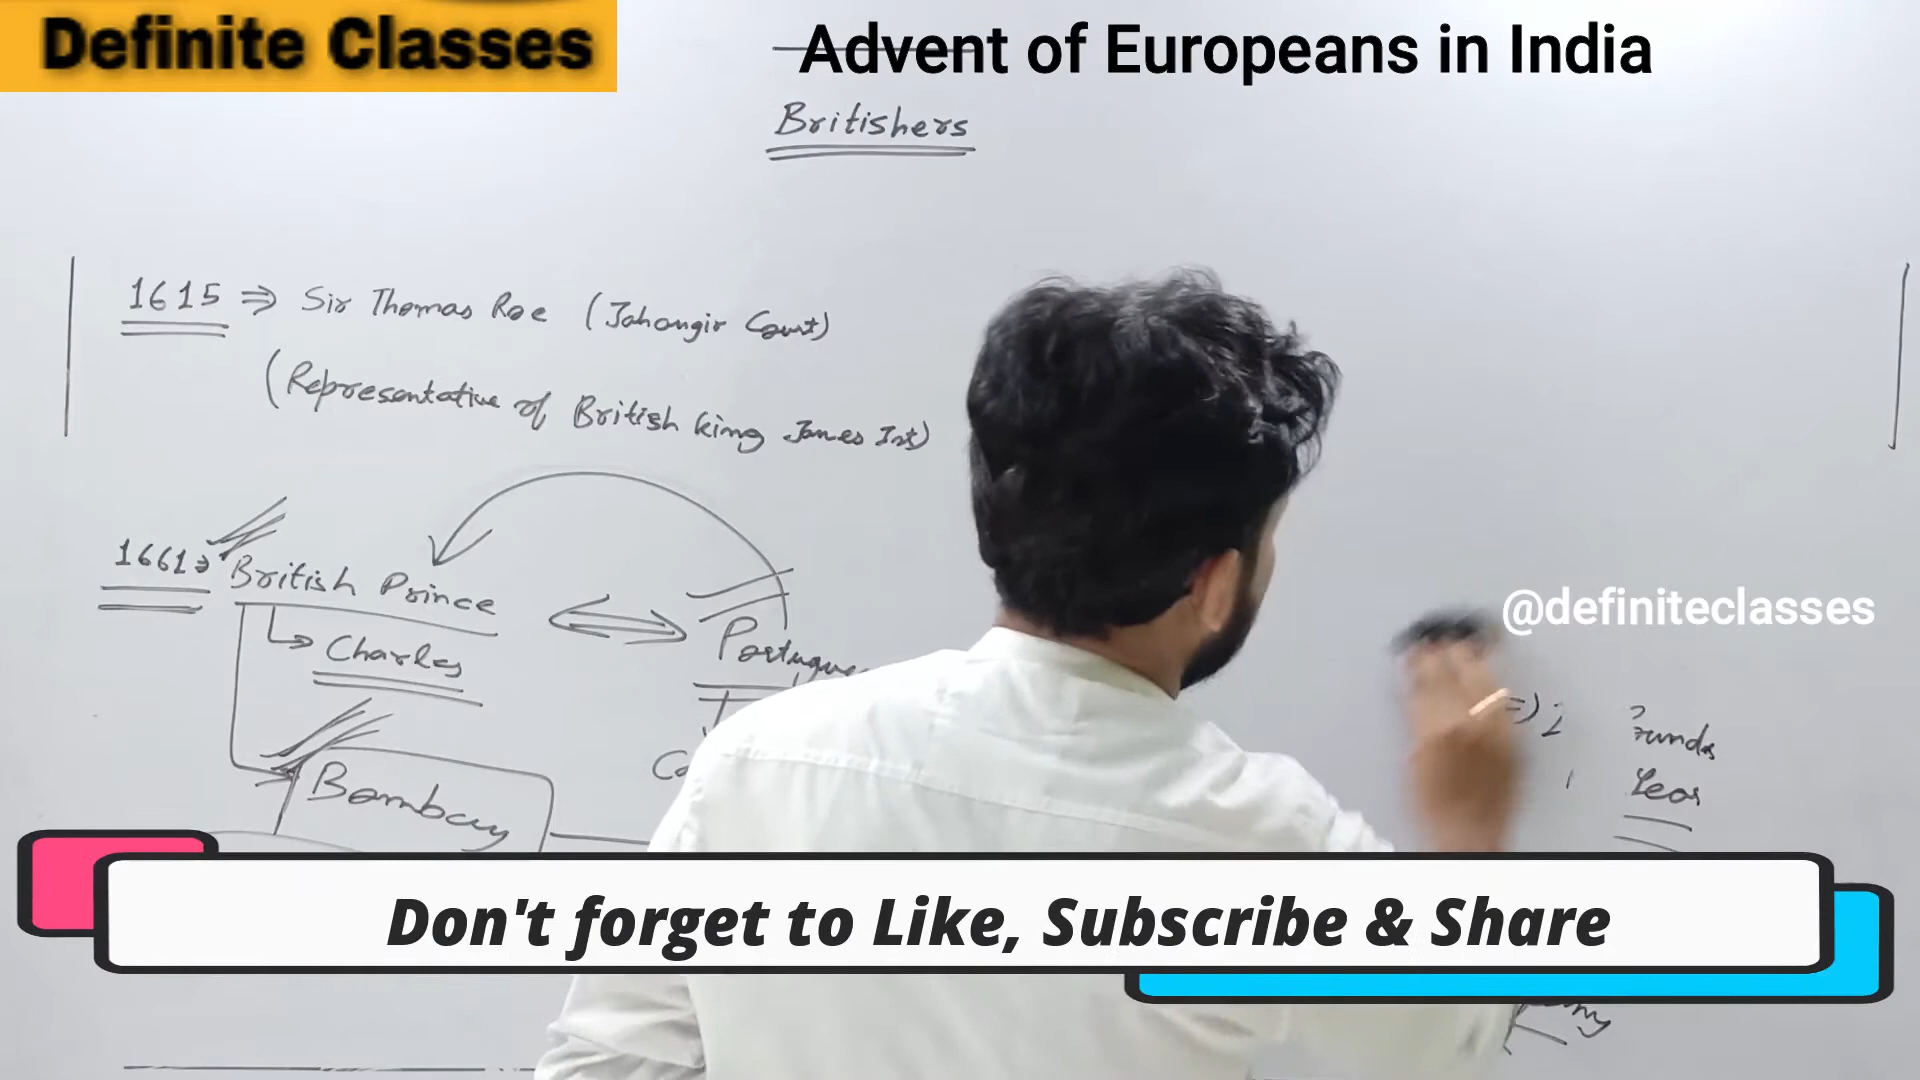 Definite Classes
Advent of Europeans in India
Britishers
1615 ⇒ Sir Thomas Roe (Jahangir Court)
(Representative of British king James Ist)
1661 ⇒ British Prince
Charles
Bombay
@definiteclasses
Year
Don't forget to Like, Subscribe & Share